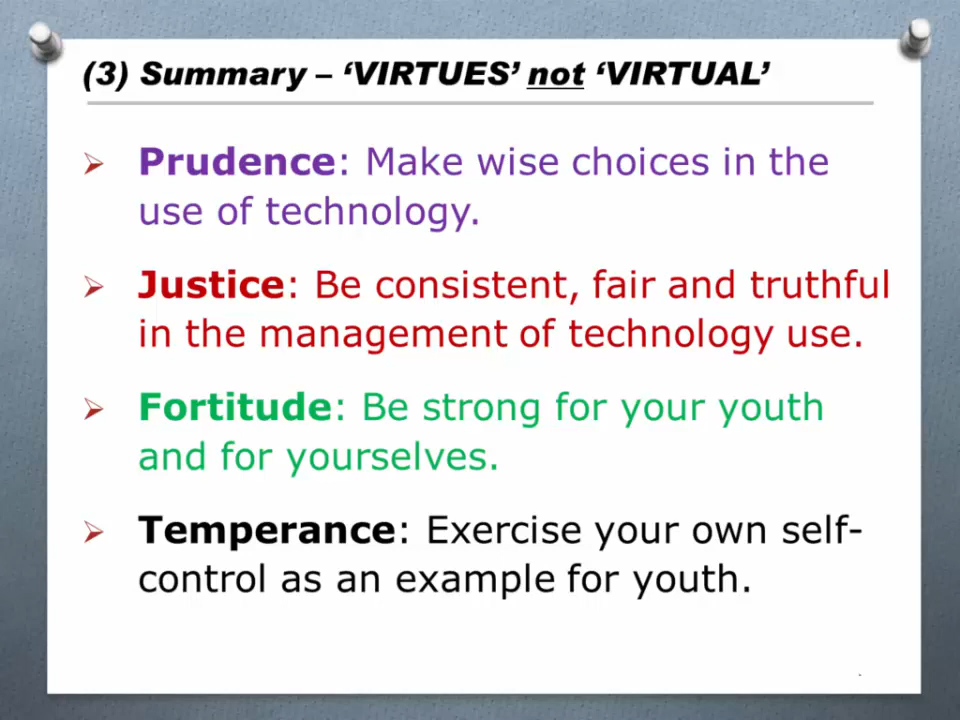 (3) Summary – ‘VIRTUES’ not ‘VIRTUAL’
Prudence: Make wise choices in the
use of technology.
Justice: Be consistent, fair and truthful
in the management of technology use.
Fortitude: Be strong for your youth
and for yourselves.
Temperance: Exercise your own self-
control as an example for youth.